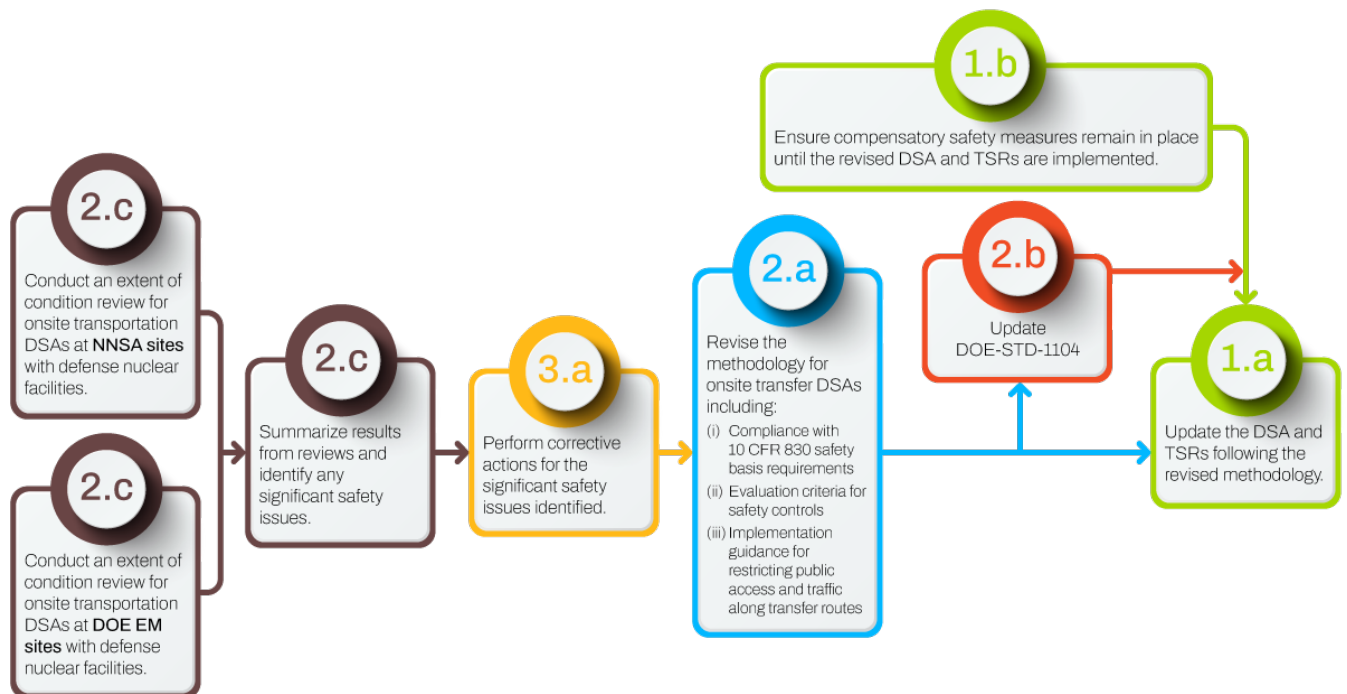 2.c
Conduct an extent of
condition review for
onsite transportation
DSAs at NNSA sites
with defense nuclear
facilities.
2.c
Conduct an extent of
condition review for
onsite transportation
DSAs at DOE EM
sites with defense
nuclear facilities.
2.c
Summarize results
from reviews and
identify any
significant safety
issues.
3.a
Perform corrective
actions for the
significant safety
issues identified.
2.a
Revise the
methodology for
onsite transfer DSAs
including:
(i) Compliance with
10 CFR 830 safety
basis requirements
(ii) Evaluation criteria for
safety controls
(iii) Implementation
guidance for
restricting public
access and traffic
along transfer routes
1.b
Ensure compensatory safety measures remain in place
until the revised DSA and TSRs are implemented.
2.b
Update
DOE-STD-1104
1.a
Update the DSA and
TSRs following the
revised methodology.